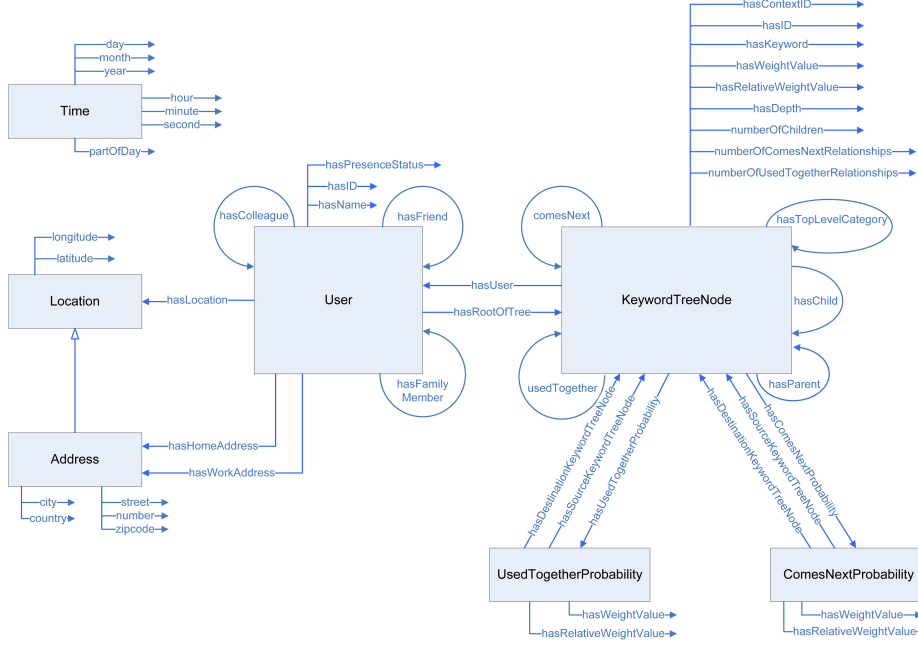 day
month
year
Time
hour
minute
second
partOfDay
longitude
latitude
Location
hasLocation
hasPresenceStatus
hasID
hasName
hasColleague
hasFriend
User
hasFamily
Member
hasUser
hasRootOfTree
hasHomeAddress
hasWorkAddress
Address
city
country
street
number
zipcode
hasContextID
hasID
hasKeyword
hasWeightValue
hasRelativeWeightValue
hasDepth
numberOfChildren
numberOfComesNextRelationships
numberOfUsedTogetherRelationships
comesNext
hasTopLevelCategory
KeywordTreeNode
hasChild
usedTogether
hasParent
hasDestinationKeywordTreeNode
hasSourceKeywordTreeNode
hasUsedTogetherProbability
hasDestinationKeywordTreeNode
hasSourceKeywordTreeNode
hasComesNextProbability
UsedTogetherProbability
hasWeightValue
hasRelativeWeightValue
ComesNextProbability
hasWeightValue
hasRelativeWeightValue